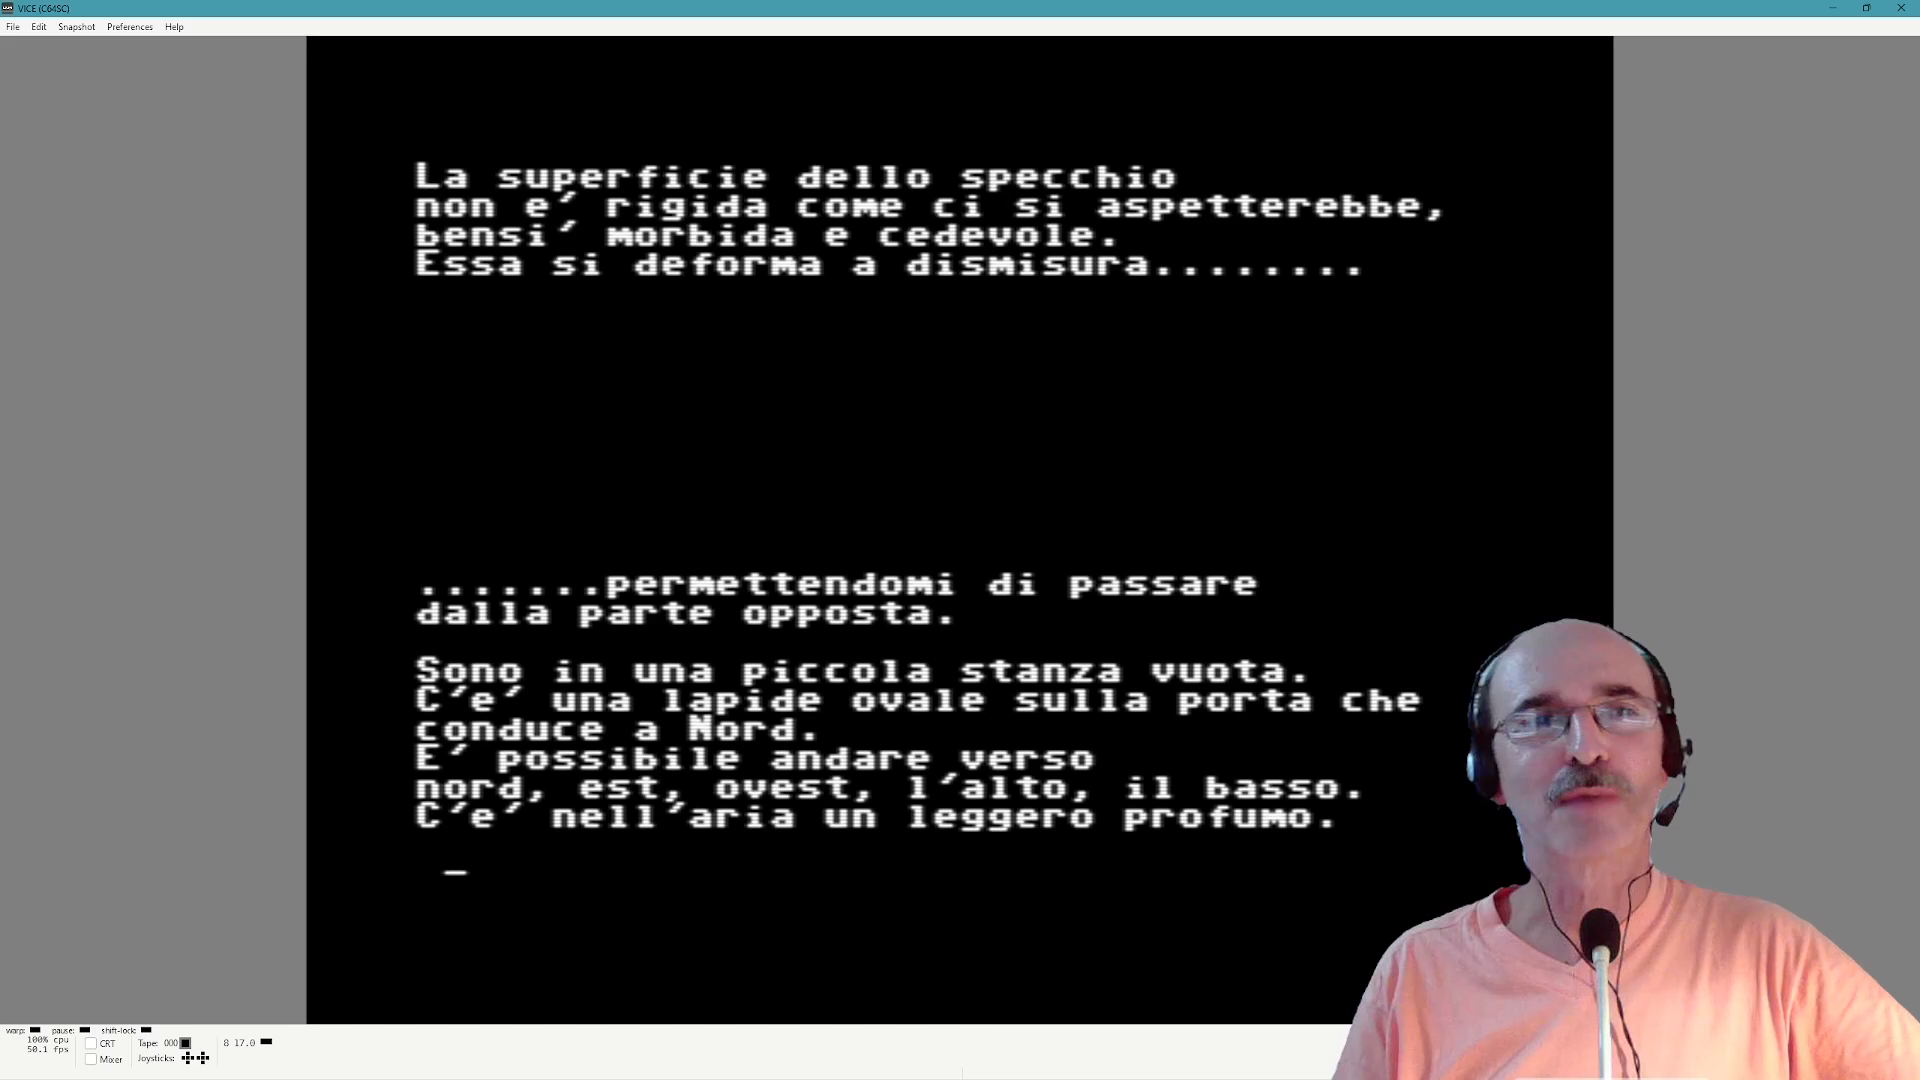 VICE (C64SC)
File Edit Snapshot Preferences Help
La superficie dello specchio
non e' rigida come ci si aspetterebbe,
bensi' morbida e cedevole.
Essa si deforma a dismisura........
.......permettendomi di passare
dalla parte opposta.
Sono in una piccola stanza vuota.
C'e' una lapide ovale sulla porta che
conduce a Nord.
E' possibile andare verso
nord, est, ovest, l'alto, il basso.
C'e' nell'aria un leggero profumo.
warp: pause: shift-lock:
100% cpu
50.1 fps
CRT
Mixer
Tape: 000
Joysticks:
8 17.0